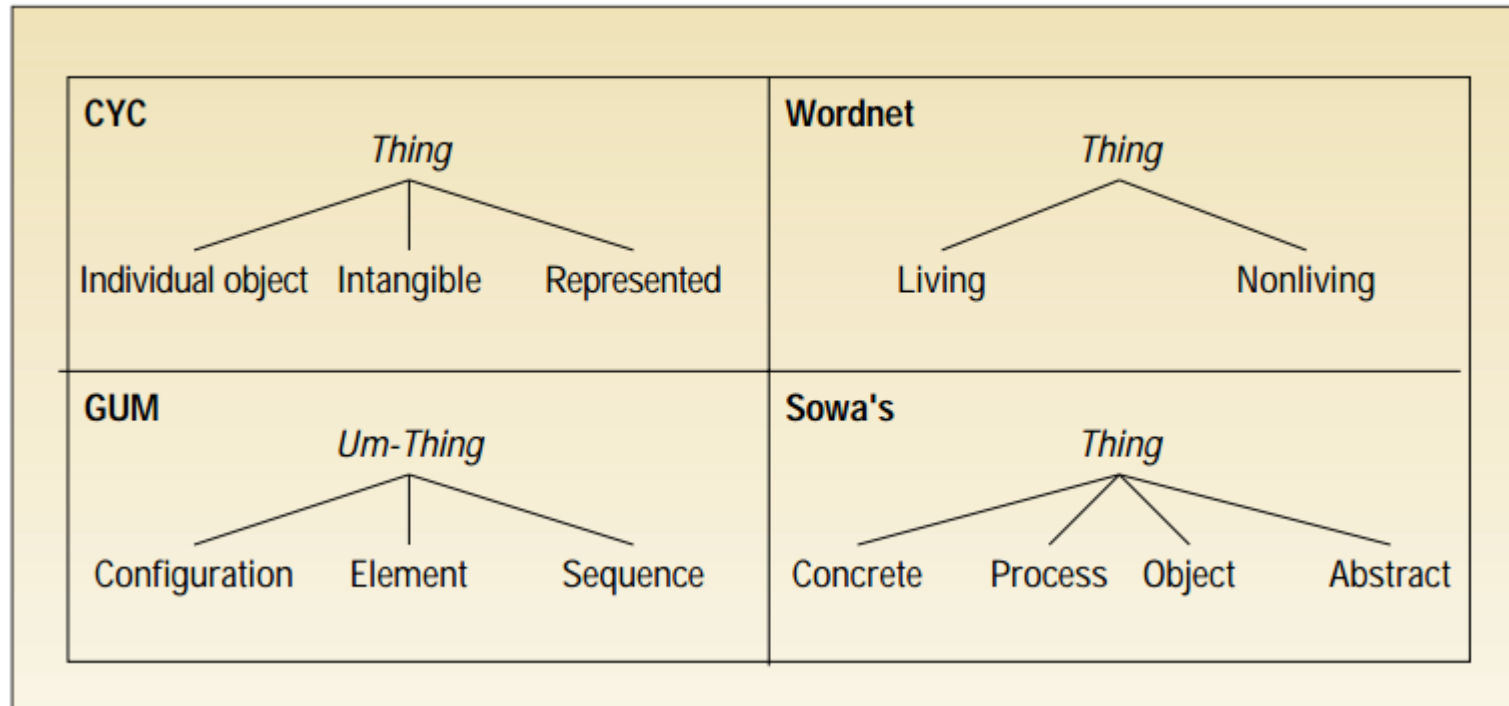 CYC
Thing
Individual object Intangible Represented
Wordnet
Thing
Living Nonliving
GUM
Um-Thing
Configuration Element Sequence
Sowa's
Thing
Concrete Process Object Abstract